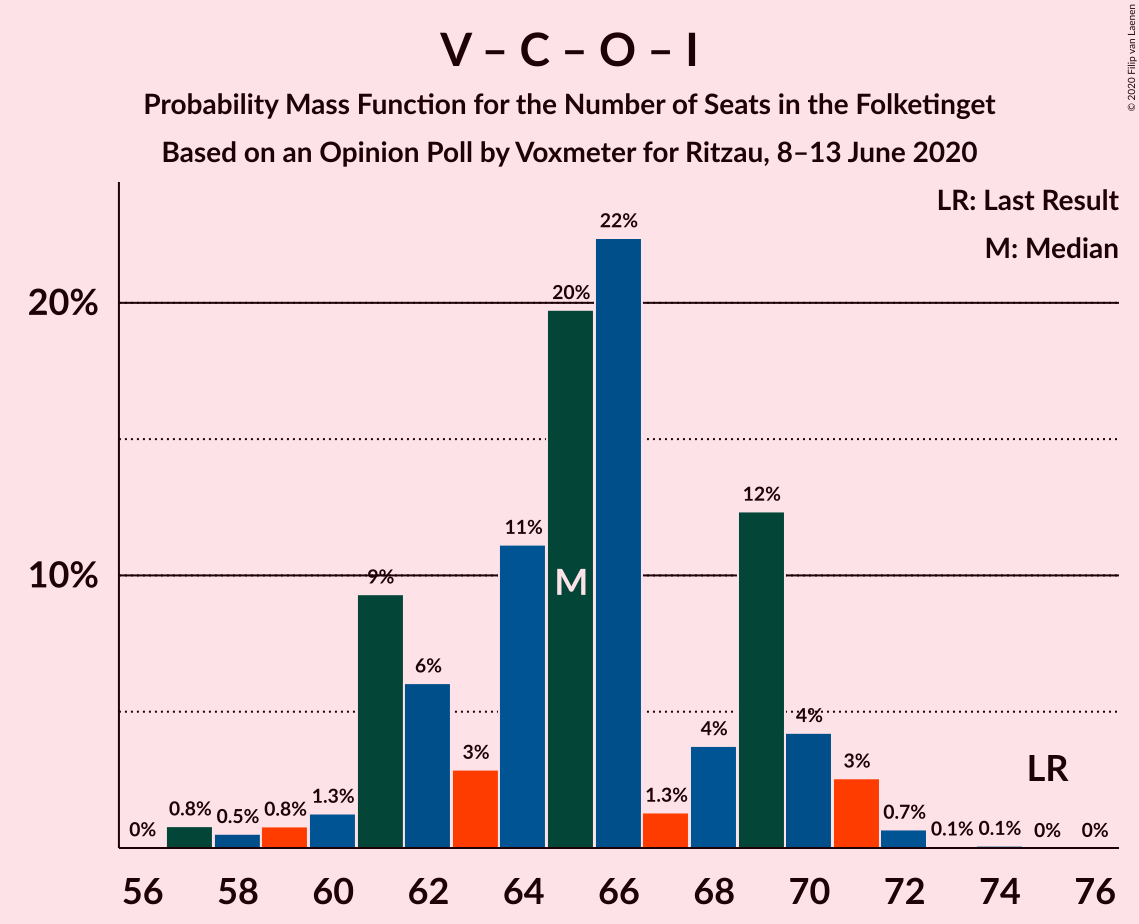 V – C – O – I
Probability Mass Function for the Number of Seats in the Folketinget
Based on an Opinion Poll by Voxmeter for Ritzau, 8–13 June 2020
© 2020 Filip van Laenen
LR: Last Result
M: Median
20%
10%
0%
0.8%
0.5%
0.8%
1.3%
9%
6%
3%
11%
20%
22%
1.3%
4%
12%
4%
3%
0.7%
0.1%
0.1%
0%
0%
M
LR
56 58 60 62 64 66 68 70 72 74 76